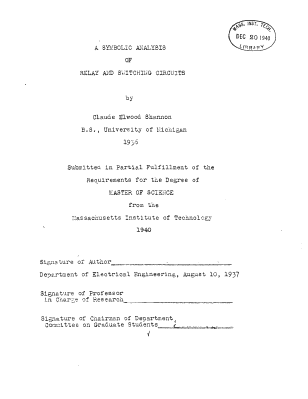 MASS. INST. TECH.
DEC 20 1940
LIBRARY
A SYMBOLIC ANALYSIS
OF
RELAY AND SWITCHING CIRCUITS
by
Claude Elwood Shannon
B.S., University of Michigan
1936
Submitted in Partial Fulfillment of the
Requirements for the Degree of
MASTER OF SCIENCE
from the
Massachusetts Institute of Technology
1940
Signature of Author
Department of Electrical Engineering, August 10, 1937
Signature of Professor
in Charge of Research
Signature of Chairman of Department
Committee on Graduate Students